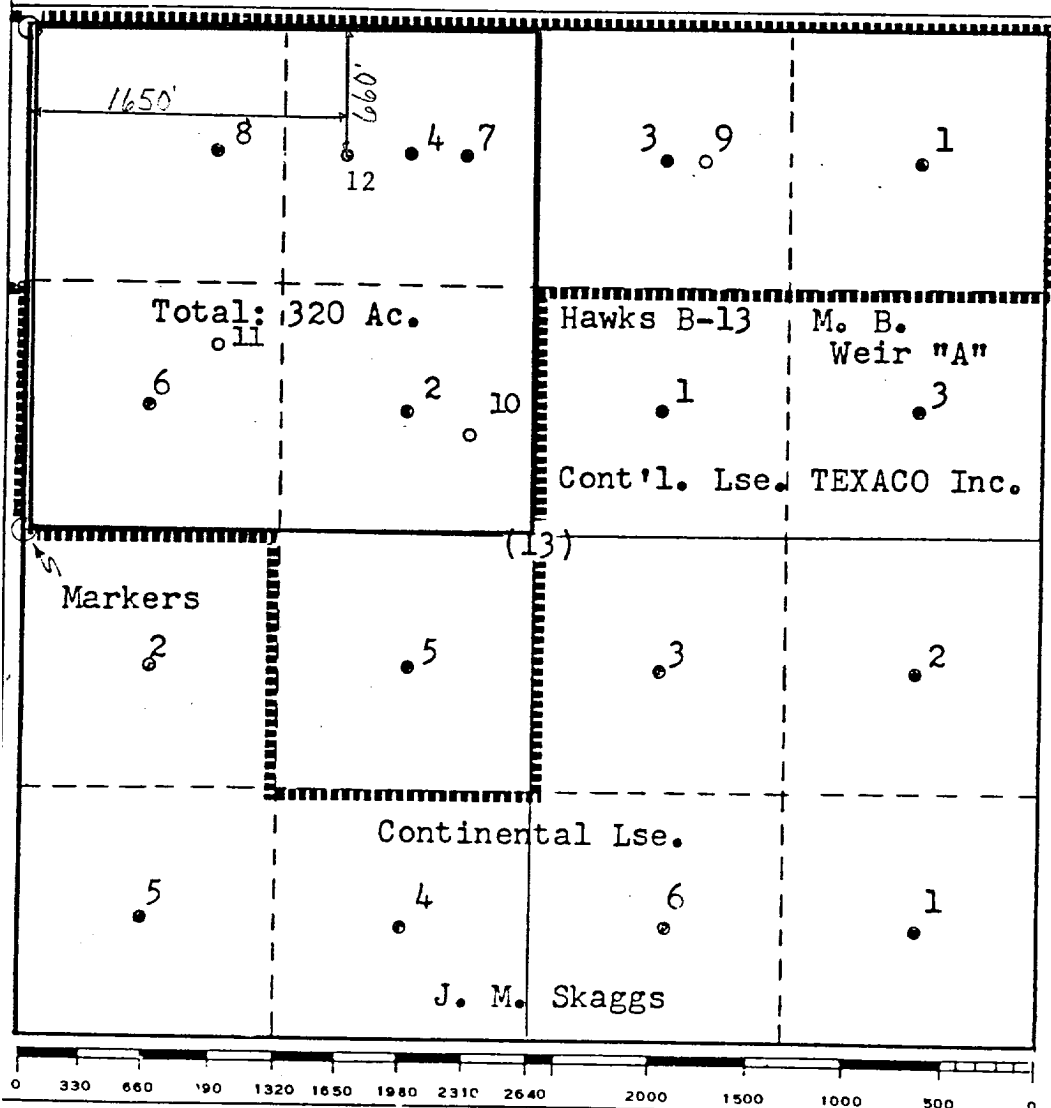 1650'
660'
8
4
7
3
9
1
12
Total: 320 Ac.
Hawks B-13
M. B.
Weir "A"
11
6
2
10
1
3
Cont'l. Lse.
TEXACO Inc.
(13)
Markers
2
5
3
2
Continental Lse.
5
4
6
1
J. M. Skaggs
0 330 660 990 1320 1650 1980 2310 2640 2000 1500 1000 500 0